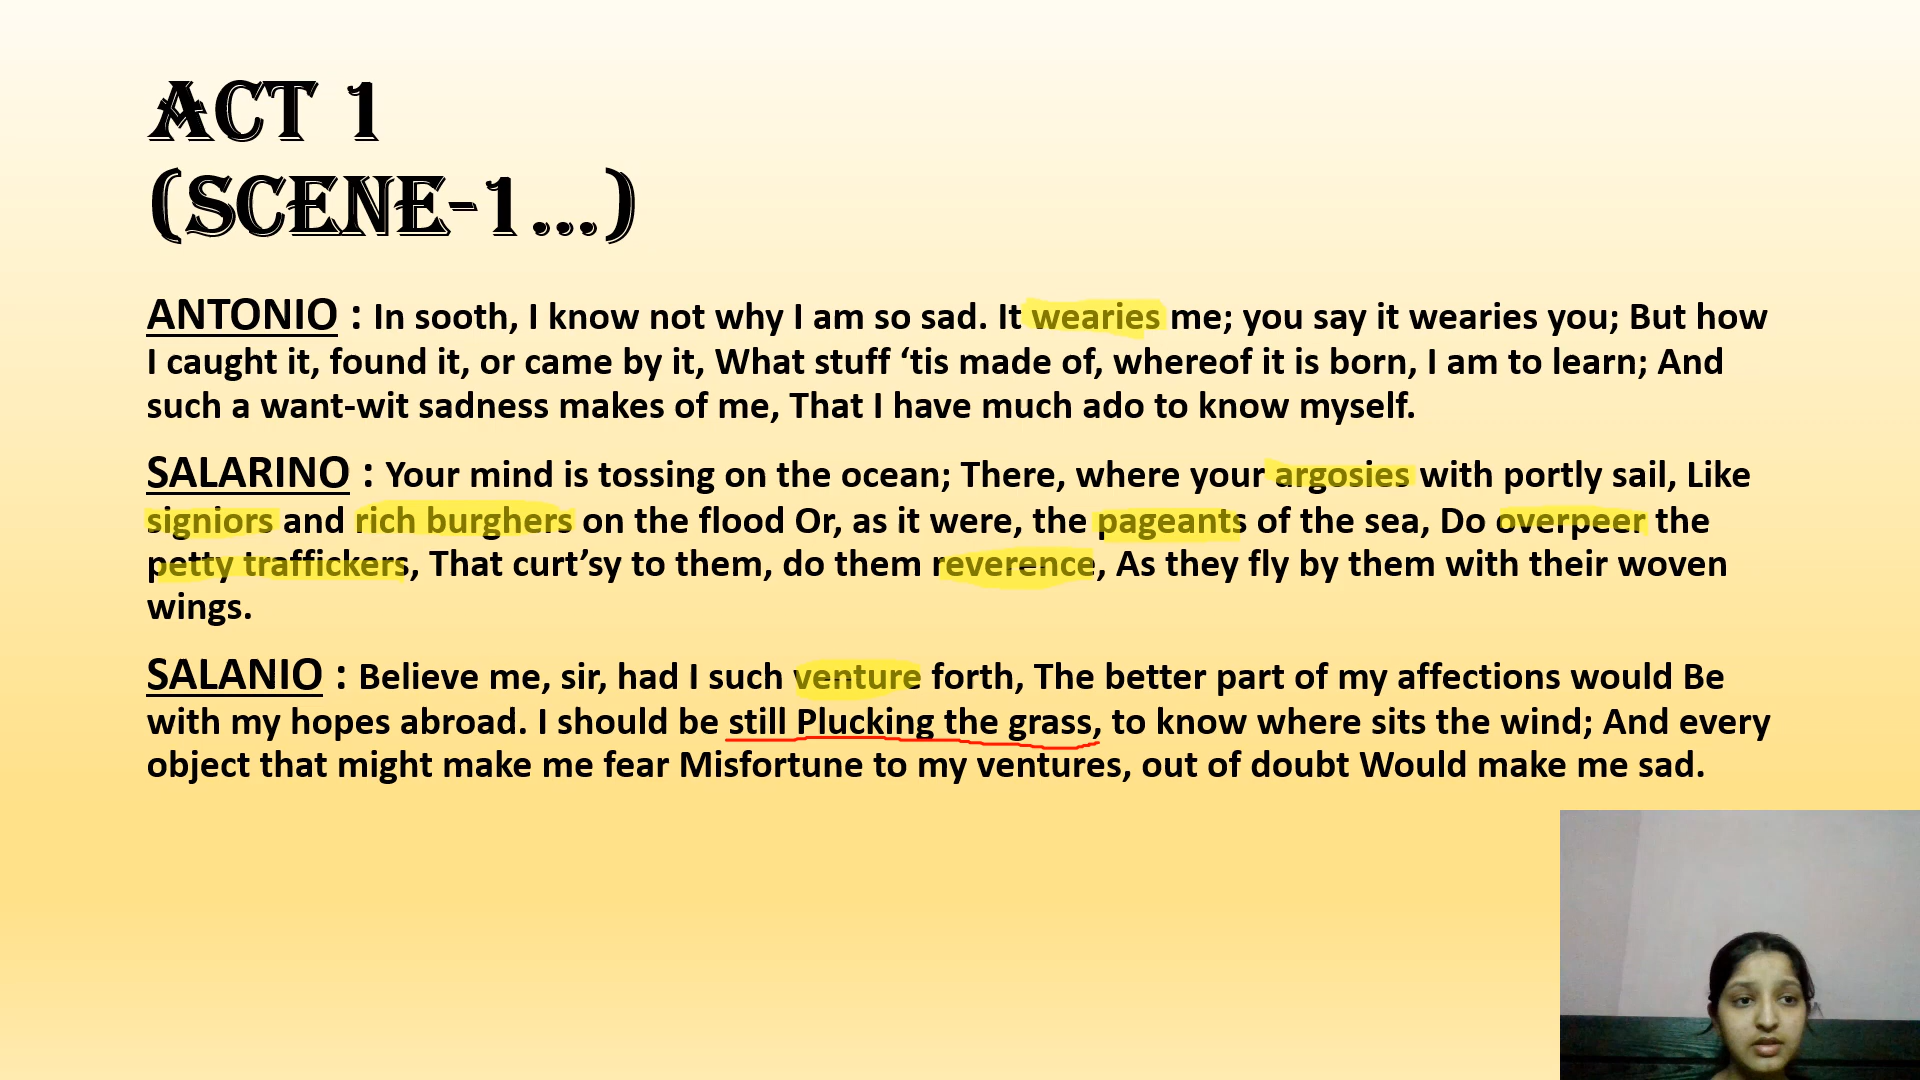 ACT 1
(SCENE-1...)
ANTONIO : In sooth, I know not why I am so sad. It wearies me; you say it wearies you; But how
I caught it, found it, or came by it, What stuff ‘tis made of, whereof it is born, I am to learn; And
such a want-wit sadness makes of me, That I have much ado to know myself.
SALARINO : Your mind is tossing on the ocean; There, where your argosies with portly sail, Like
signiors and rich burghers on the flood Or, as it were, the pageants of the sea, Do overpeer the
petty traffickers, That curt’sy to them, do them reverence, As they fly by them with their woven
wings.
SALANIO : Believe me, sir, had I such venture forth, The better part of my affections would Be
with my hopes abroad. I should be still Plucking the grass, to know where sits the wind; And every
object that might make me fear Misfortune to my ventures, out of doubt Would make me sad.